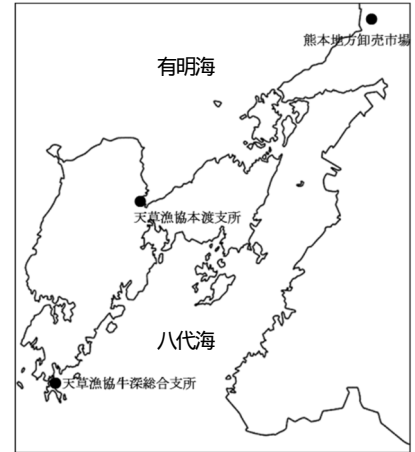 熊本地方卸売市場
有明海
天草漁協本渡支所
八代海
天草漁協牛深総合支所